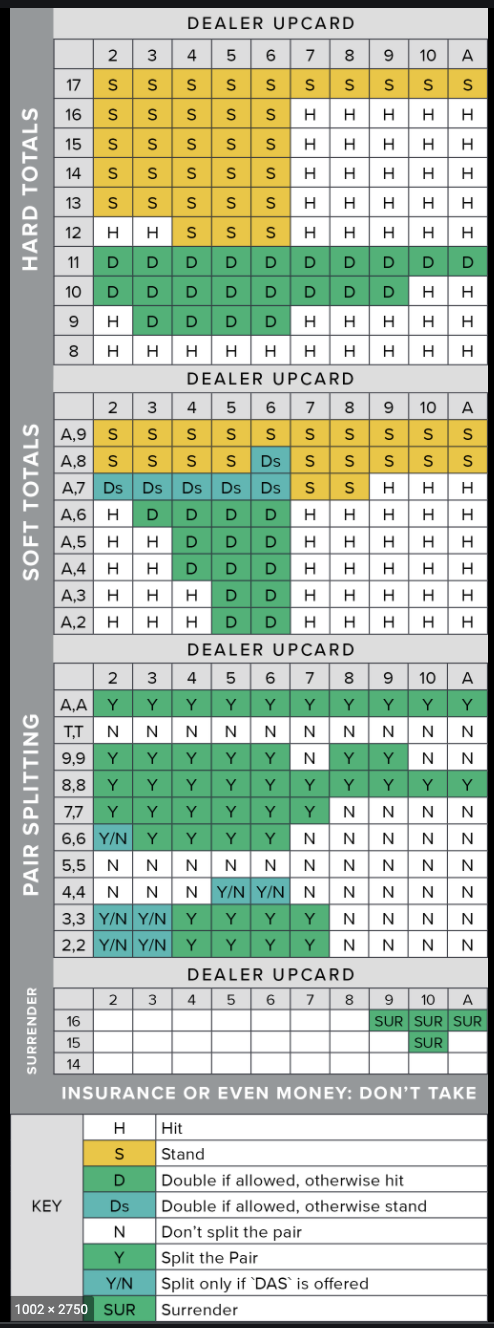 DEALER UPCARD
2 3 4 5 6 7 8 9 10 A
HARD TOTALS
17 S S S S S S S S S S
16 S S S S S H H H H H
15 S S S S S H H H H H
14 S S S S S H H H H H
13 S S S S S H H H H H
12 H H S S S H H H H H
11 D D D D D D D D D D
10 D D D D D D D D H H
9 H D D D D H H H H H
8 H H H H H H H H H H
DEALER UPCARD
2 3 4 5 6 7 8 9 10 A
SOFT TOTALS
A,9 S S S S S S S S S S
A,8 S S S S Ds S S S S S
A,7 Ds Ds Ds Ds Ds S S H H H
A,6 H D D D D H H H H H
A,5 H H D D D H H H H H
A,4 H H D D D H H H H H
A,3 H H H D D H H H H H
A,2 H H H D D H H H H H
DEALER UPCARD
2 3 4 5 6 7 8 9 10 A
PAIR SPLITTING
A,A Y Y Y Y Y Y Y Y Y Y
T,T N N N N N N N N N N
9,9 Y Y Y Y Y N Y Y N N
8,8 Y Y Y Y Y Y Y Y Y Y
7,7 Y Y Y Y Y Y N N N N
6,6 Y/N Y Y Y Y N N N N N
5,5 N N N N N N N N N N
4,4 N N N Y/N Y/N N N N N N
3,3 Y/N Y/N Y Y Y Y N N N N
2,2 Y/N Y/N Y Y Y Y N N N N
DEALER UPCARD
2 3 4 5 6 7 8 9 10 A
SURRENDER
16 SUR SUR SUR
15 SUR
14
INSURANCE OR EVEN MONEY: DON'T TAKE
KEY
H Hit
S Stand
D Double if allowed, otherwise hit
Ds Double if allowed, otherwise stand
N Don't split the pair
Y Split the Pair
Y/N Split only if `DAS` is offered
SUR Surrender
1002 × 2750